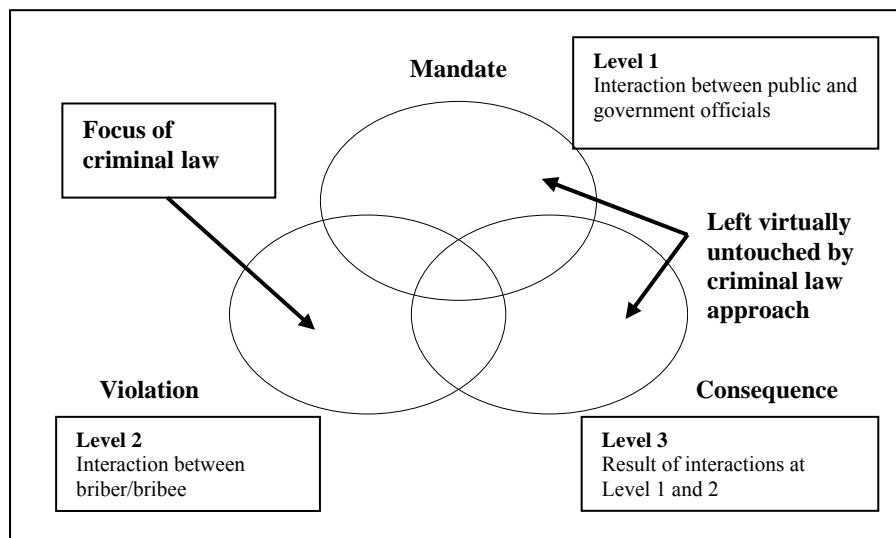 Mandate
Level 1
Interaction between public and
government officials
Focus of
criminal law
Left virtually
untouched by
criminal law
approach
Violation
Level 2
Interaction between
briber/bribee
Consequence
Level 3
Result of interactions at
Level 1 and 2